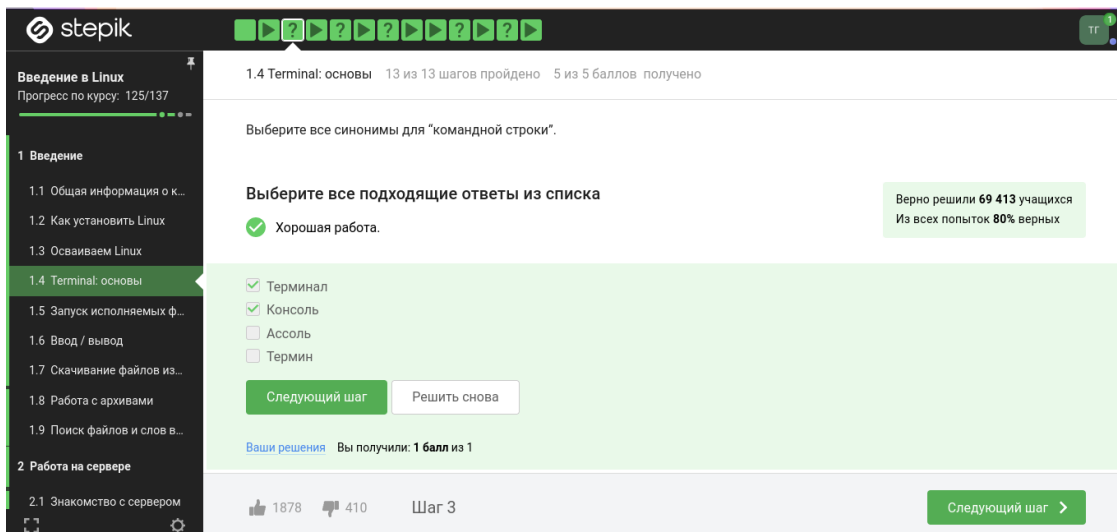 stepik
? ? ? ? ?
ТГ
1
Введение в Linux
Прогресс по курсу: 125/137
1 Введение
1.1 Общая информация о к...
1.2 Как установить Linux
1.3 Осваиваем Linux
1.4 Terminal: основы
1.5 Запуск исполняемых ф...
1.6 Ввод / вывод
1.7 Скачивание файлов из...
1.8 Работа с архивами
1.9 Поиск файлов и слов в...
2 Работа на сервере
2.1 Знакомство с сервером
1.4 Terminal: основы 13 из 13 шагов пройдено 5 из 5 баллов получено
Выберите все синонимы для “командной строки”.
Выберите все подходящие ответы из списка
Хорошая работа.
Верно решили 69 413 учащихся
Из всех попыток 80% верных
Терминал
Консоль
Ассоль
Термин
Следующий шаг
Решить снова
Ваши решения Вы получили: 1 балл из 1
1878 410 Шаг 3
Следующий шаг